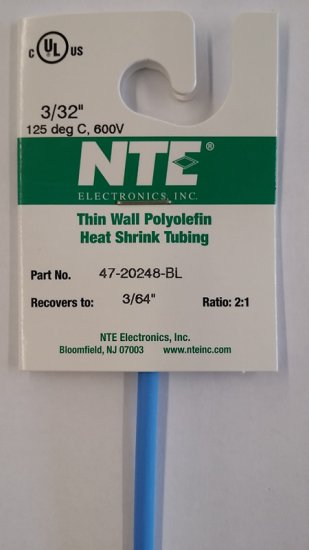 C UL US
3/32"
125 deg C, 600V
NTE®
ELECTRONICS, INC.
Thin Wall Polyolefin
Heat Shrink Tubing
Part No. 47-20248-BL
Recovers to: 3/64" Ratio: 2:1
NTE Electronics, Inc.
Bloomfield, NJ 07003 www.nteinc.com